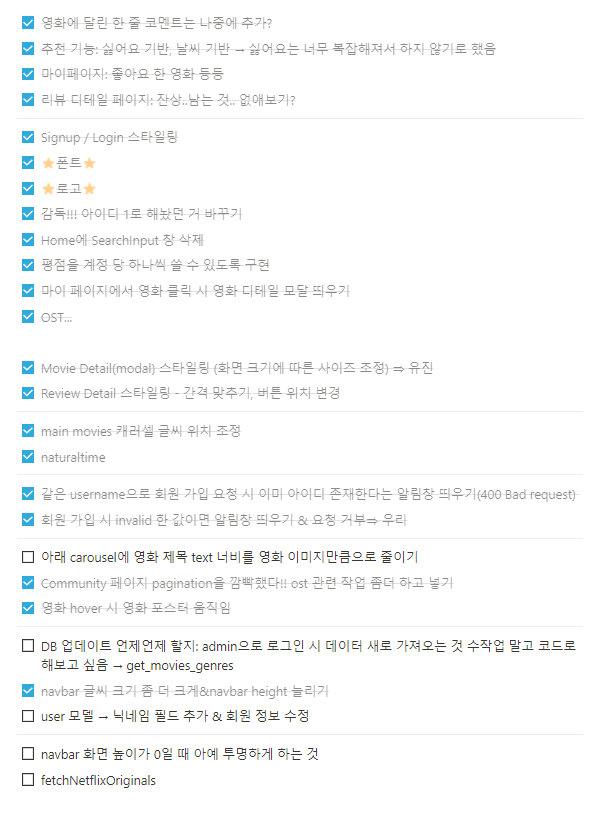 영화에 달린 한 줄 코멘트는 나중에 추가?
추천 기능: 싫어요 기반, 날씨 기반 → 싫어요는 너무 복잡해져서 하지 않기로 했음
마이페이지: 좋아요 한 영화 등등
리뷰 디테일 페이지: 잔상..남는 것.. 없애보기?
Signup / Login 스타일링
⭐폰트⭐
⭐로고⭐
감독!!! 아이디 1로 해놨던 거 바꾸기
Home에 SearchInput 창 삭제
평점을 계정 당 하나씩 쓸 수 있도록 구현
마이 페이지에서 영화 클릭 시 영화 디테일 모달 띄우기
OST...
Movie Detail(modal) 스타일링 (화면 크기에 따른 사이즈 조정) ⇒ 유진
Review Detail 스타일링 - 간격 맞추기, 버튼 위치 변경
main movies 캐러셀 글씨 위치 조정
naturaltime
같은 username으로 회원 가입 요청 시 이미 아이디 존재한다는 알림창 띄우기(400 Bad request)
회원 가입 시 invalid 한 값이면 알림창 띄우기 & 요청 거부⇒ 우리
아래 carousel에 영화 제목 text 너비를 영화 이미지만큼으로 줄이기
Community 페이지 pagination을 깜빡했다!! ost 관련 작업 좀더 하고 넣기
영화 hover 시 영화 포스터 움직임
DB 업데이트 언제언제 할지: admin으로 로그인 시 데이터 새로 가져오는 것 수작업 말고 코드로
해보고 싶음 → get_movies_genres
navbar 글씨 크기 좀 더 크게&navbar height 늘리기
user 모델 → 닉네임 필드 추가 & 회원 정보 수정
navbar 화면 높이가 0일 때 아예 투명하게 하는 것
fetchNetflixOriginals